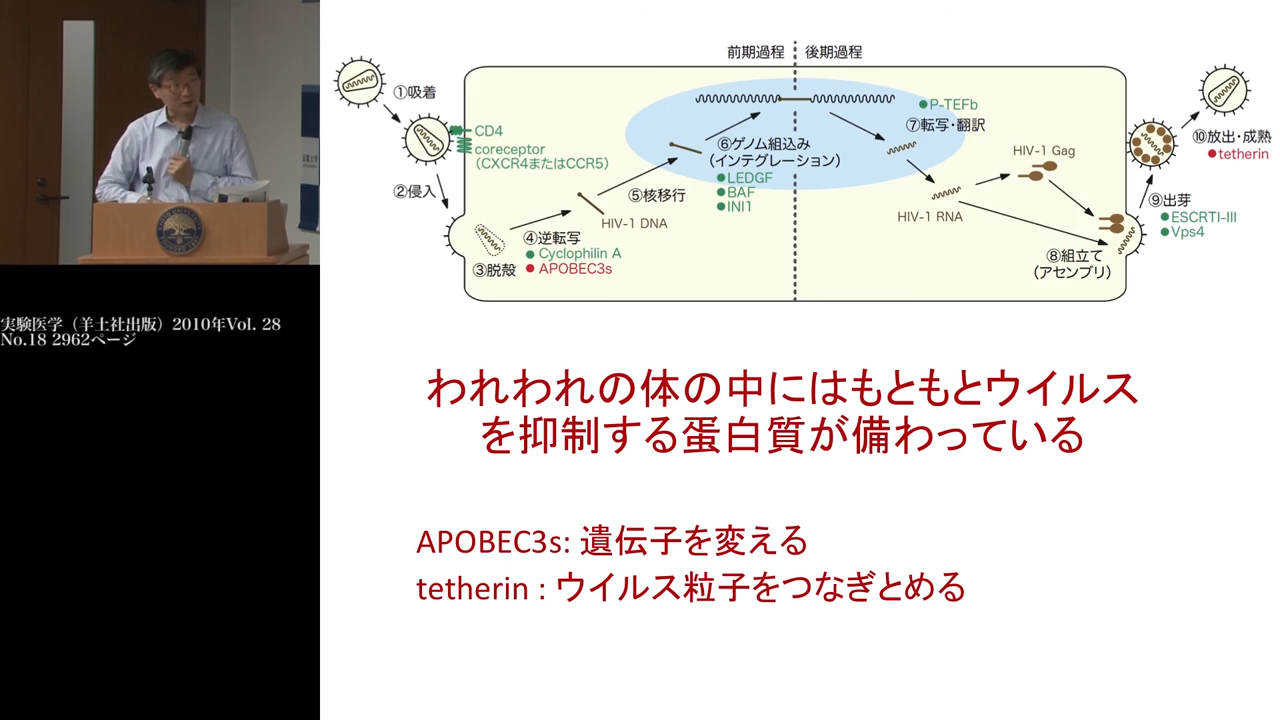 前期過程
後期過程
①吸着
CD4
coreceptor
(CXCR4またはCCR5)
②侵入
③脱殻
④逆転写
Cyclophilin A
APOBEC3s
HIV-1 DNA
⑤核移行
⑥ゲノム組込み
(インテグレーション)
LEDGF
BAF
INI1
P-TEFb
⑦転写・翻訳
HIV-1 RNA
HIV-1 Gag
⑧組立て
(アセンブリ)
⑨出芽
ESCRTI-III
Vps4
⑩放出・成熟
tetherin
実験医学（羊土社出版）2010年Vol. 28
No.18 2962ページ
われわれの体の中にはもともとウイルス
を抑制する蛋白質が備わっている
APOBEC3s: 遺伝子を変える
tetherin : ウイルス粒子をつなぎとめる